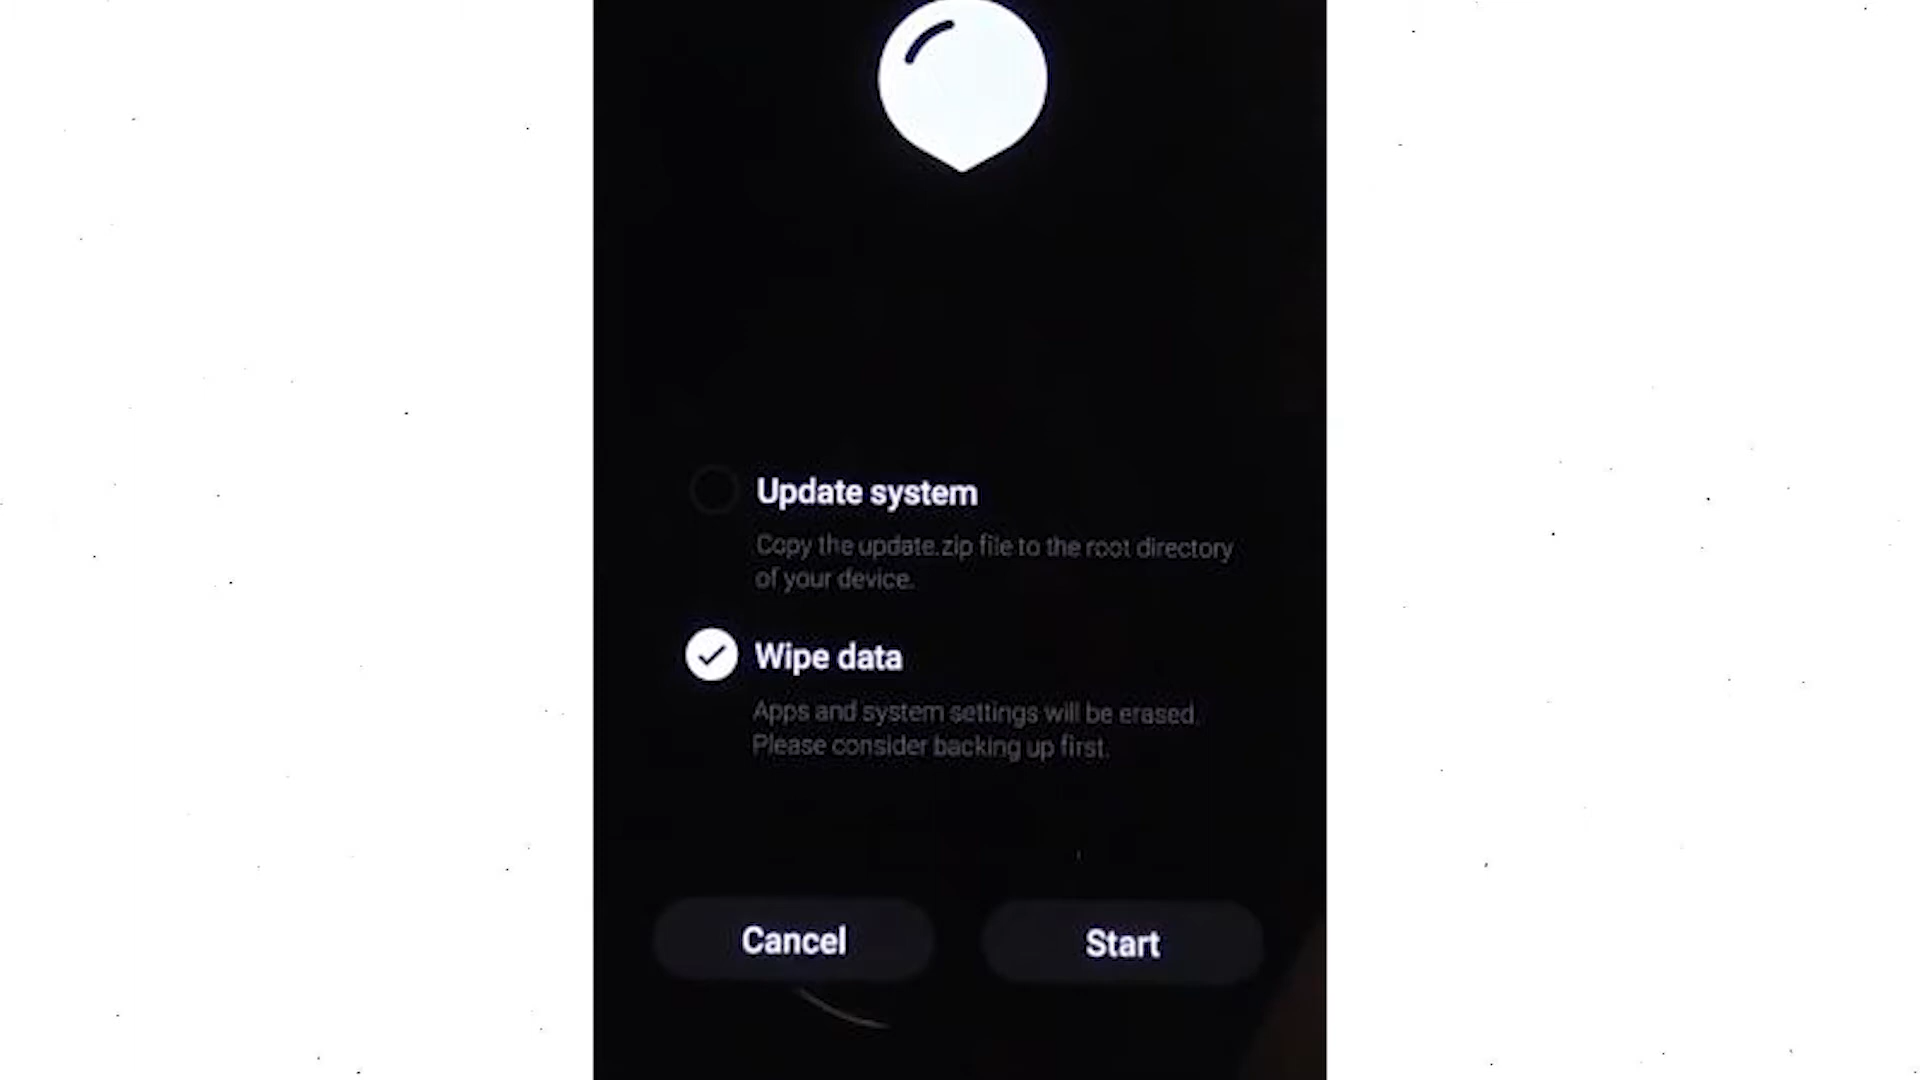 Update system
Copy the update.zip file to the root directory
of your device.
Wipe data
Apps and system settings will be erased.
Please consider backing up first.
Cancel
Start